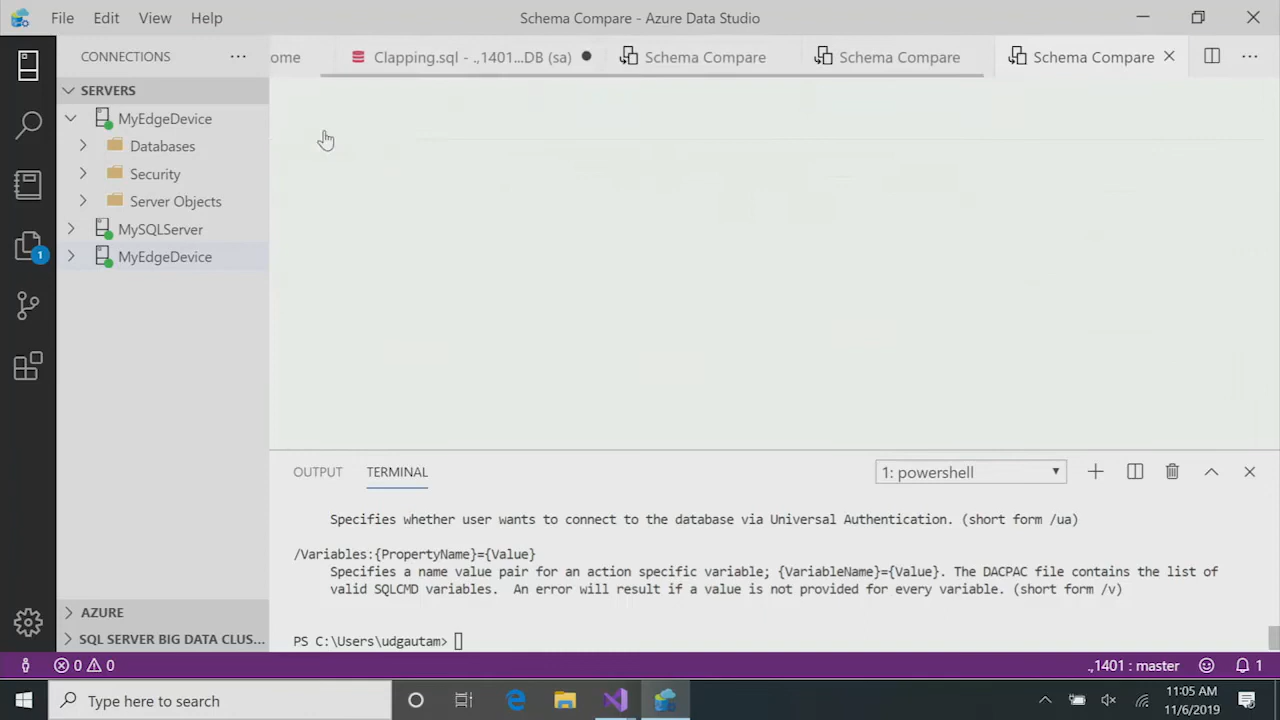 File Edit View Help
Schema Compare - Azure Data Studio
CONNECTIONS
ome
Clapping.sql - .,1401...DB (sa)
Schema Compare
Schema Compare
Schema Compare
SERVERS
MyEdgeDevice
Databases
Security
Server Objects
MySQLServer
MyEdgeDevice
1
AZURE
SQL SERVER BIG DATA CLUS...
OUTPUT TERMINAL
1: powershell
Specifies whether user wants to connect to the database via Universal Authentication. (short form /ua)
/Variables:{PropertyName}={Value}
Specifies a name value pair for an action specific variable; {VariableName}={Value}. The DACPAC file contains the list of
valid SQLCMD variables.  An error will result if a value is not provided for every variable. (short form /v)
PS C:\Users\udgautam>
0 0
.,1401 : master
1
Type here to search
11:05 AM
11/6/2019